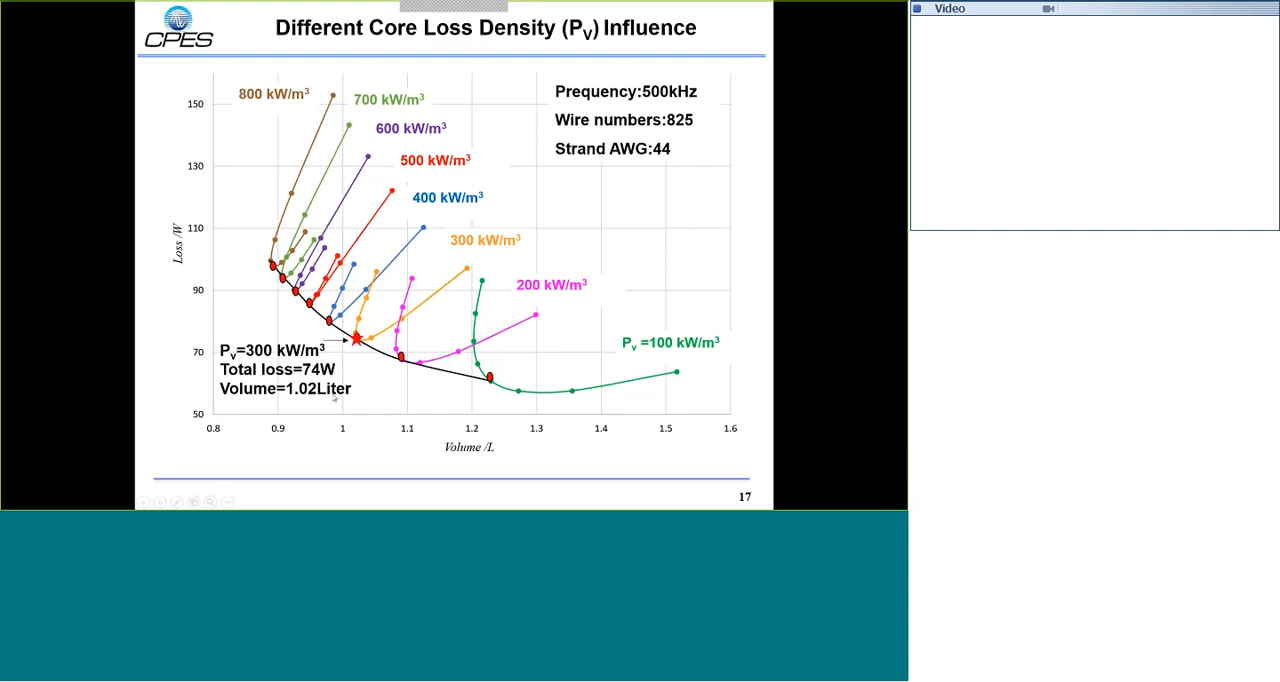 Video
CPES
Different Core Loss Density (PV) Influence
Prequency:500kHz
Wire numbers:825
Strand AWG:44
800 kW/m³
700 kW/m³
600 kW/m³
500 kW/m³
400 kW/m³
300 kW/m³
200 kW/m³
Pv =100 kW/m³
Pv=300 kW/m³
Total loss=74W
Volume=1.02Liter
Loss /W
150
130
110
90
70
50
0.8 0.9 1 1.1 1.2 1.3 1.4 1.5 1.6
Volume /L
17